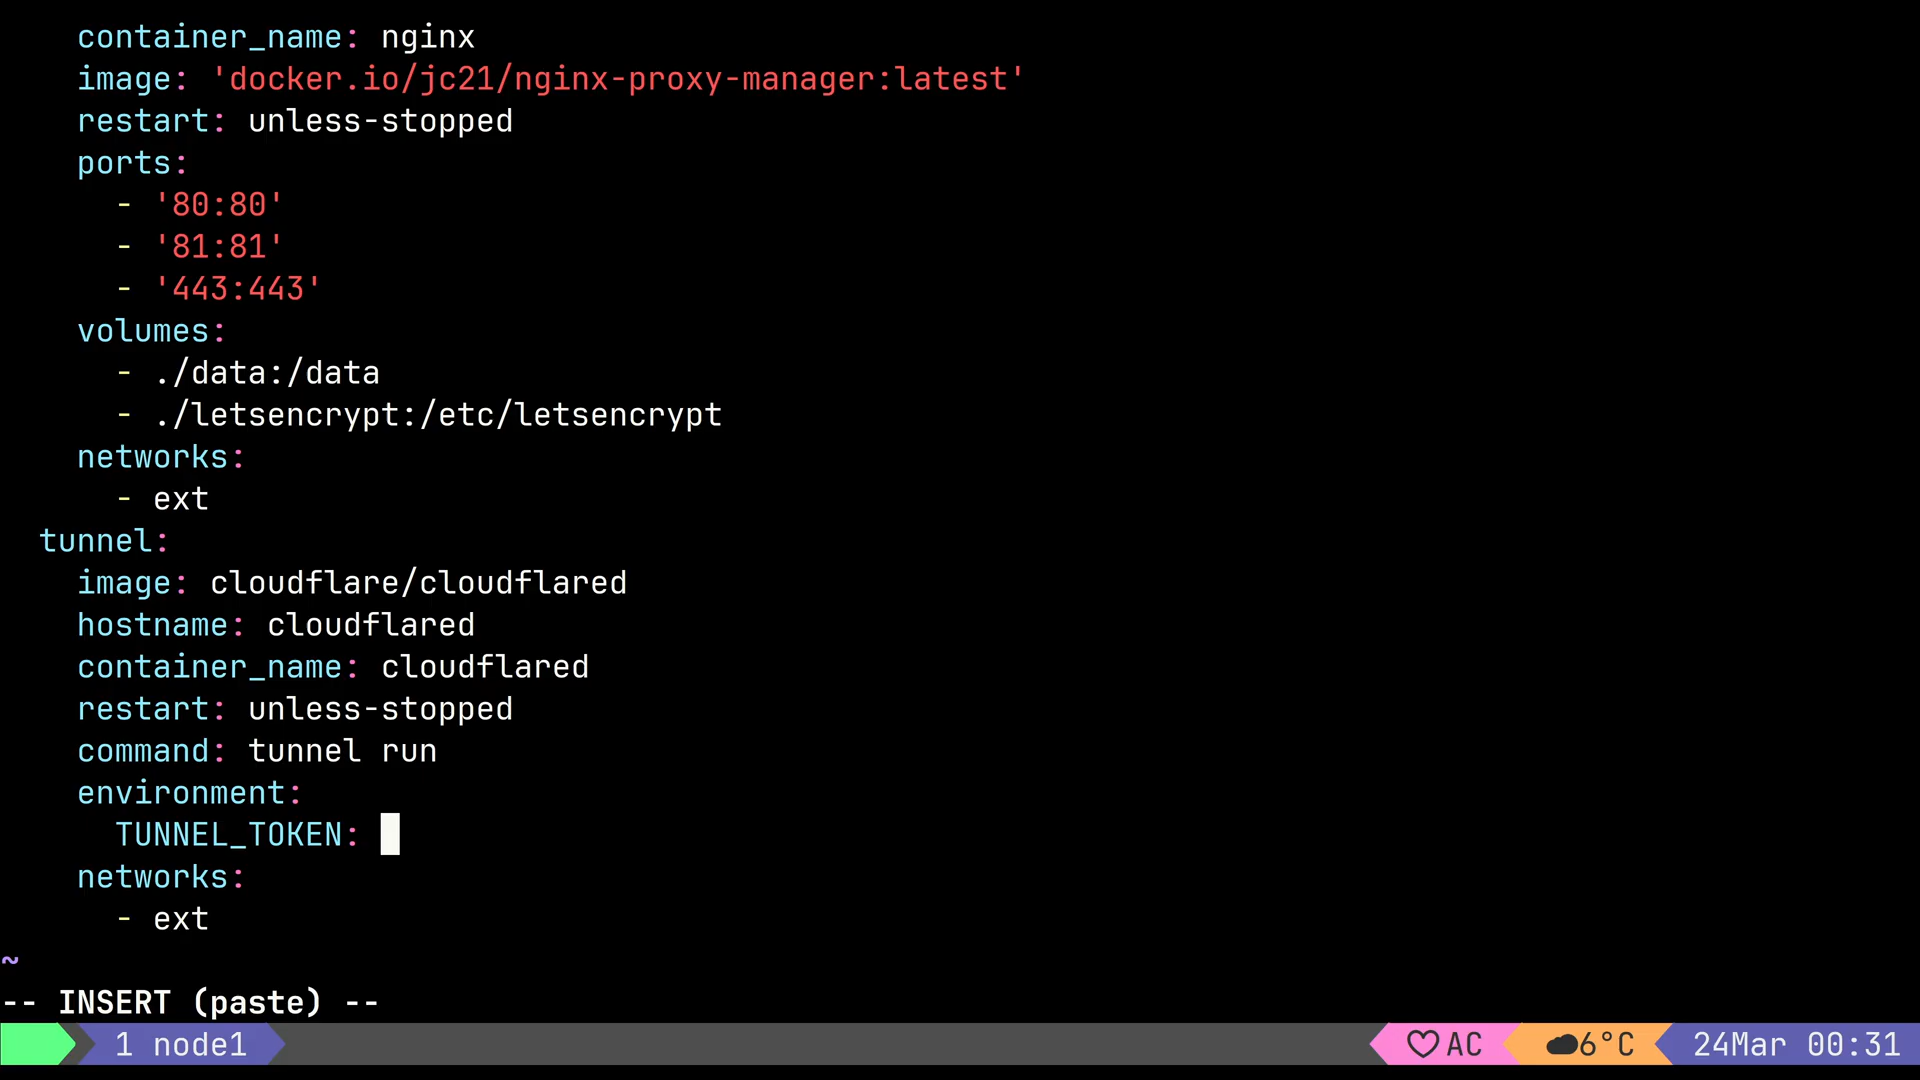 container_name: nginx
    image: 'docker.io/jc21/nginx-proxy-manager:latest'
    restart: unless-stopped
    ports:
      - '80:80'
      - '81:81'
      - '443:443'
    volumes:
      - ./data:/data
      - ./letsencrypt:/etc/letsencrypt
    networks:
      - ext
  tunnel:
    image: cloudflare/cloudflared
    hostname: cloudflared
    container_name: cloudflared
    restart: unless-stopped
    command: tunnel run
    environment:
      TUNNEL_TOKEN:
    networks:
      - ext
~
-- INSERT (paste) --
1 node1 ♡ AC ☁6°C 24Mar 00:31